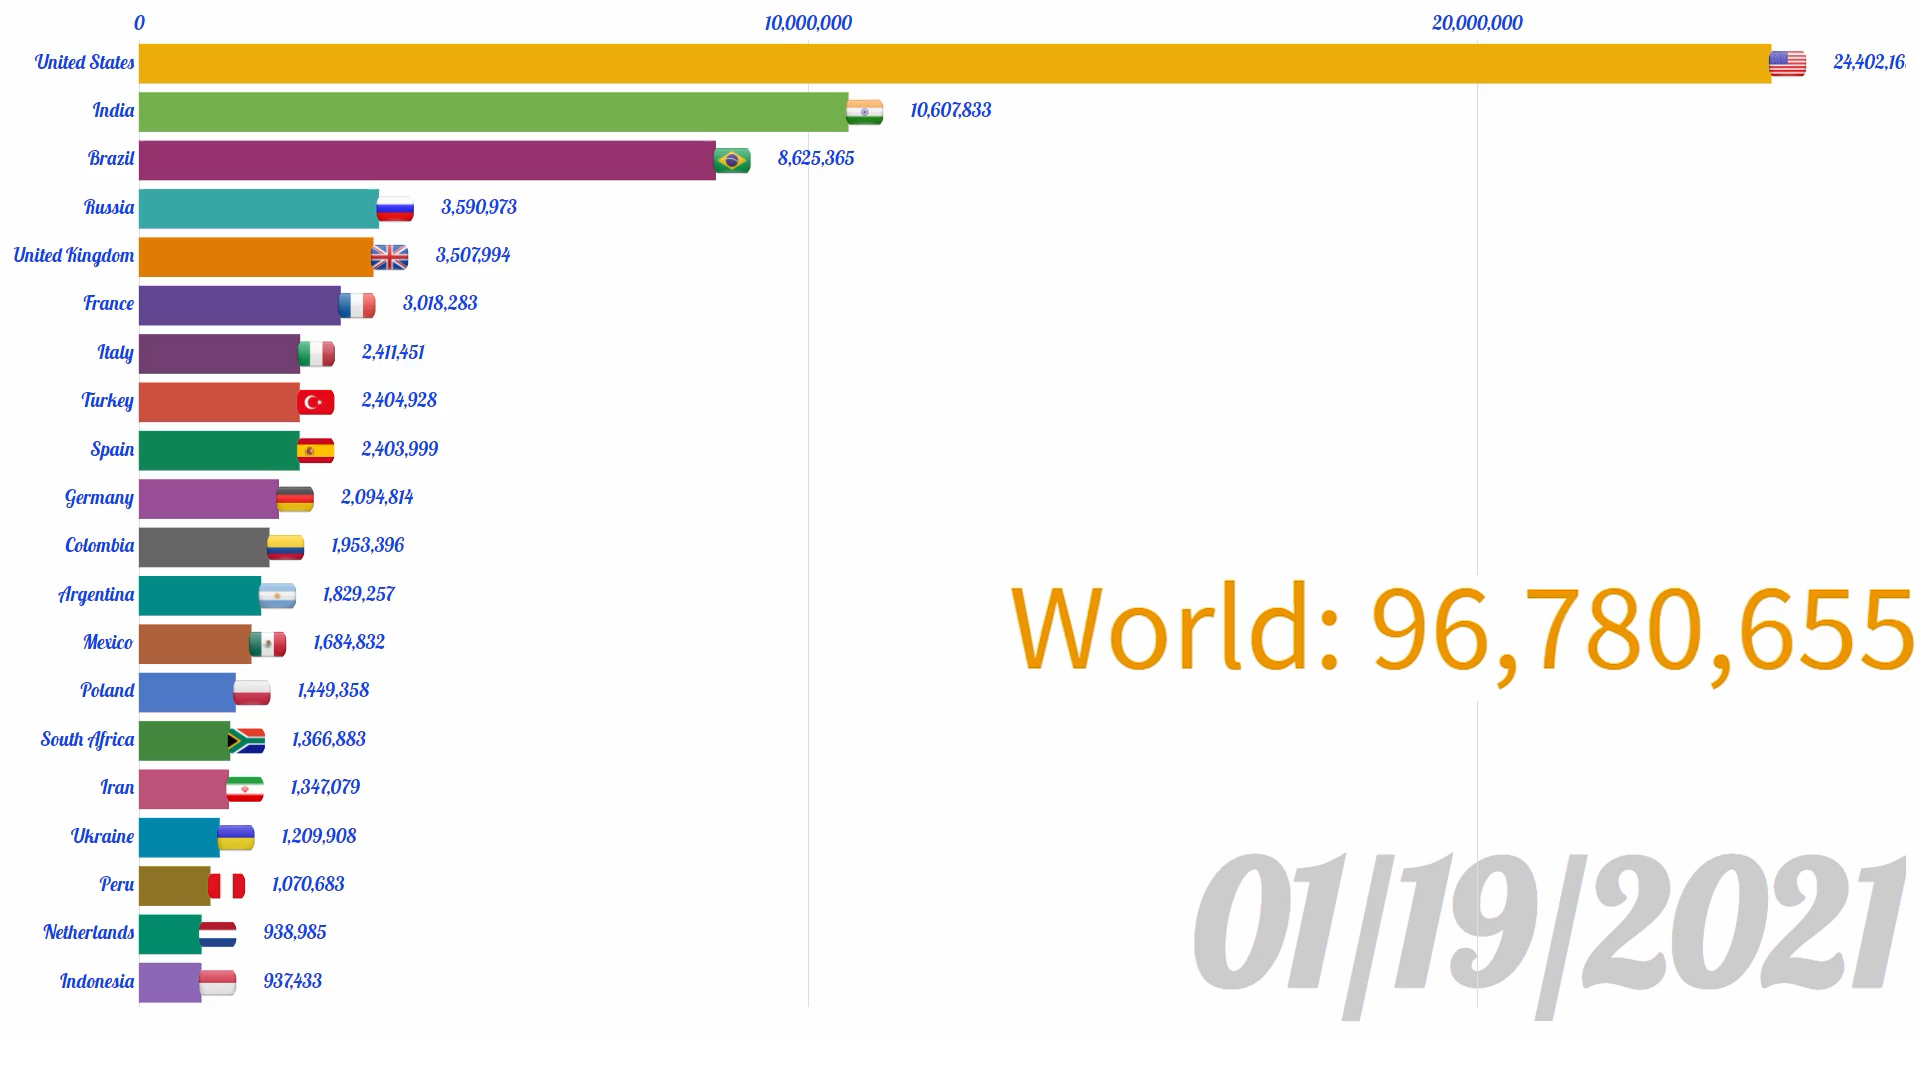 0 10,000,000 20,000,000
United States 24,402,16
India 10,607,833
Brazil 8,625,365
Russia 3,590,973
United Kingdom 3,507,994
France 3,018,283
Italy 2,411,451
Turkey 2,404,928
Spain 2,403,999
Germany 2,094,814
Colombia 1,953,396
Argentina 1,829,257
Mexico 1,684,832
Poland 1,449,358
South Africa 1,366,883
Iran 1,347,079
Ukraine 1,209,908
Peru 1,070,683
Netherlands 938,985
Indonesia 937,433
World: 96,780,655
01/19/2021